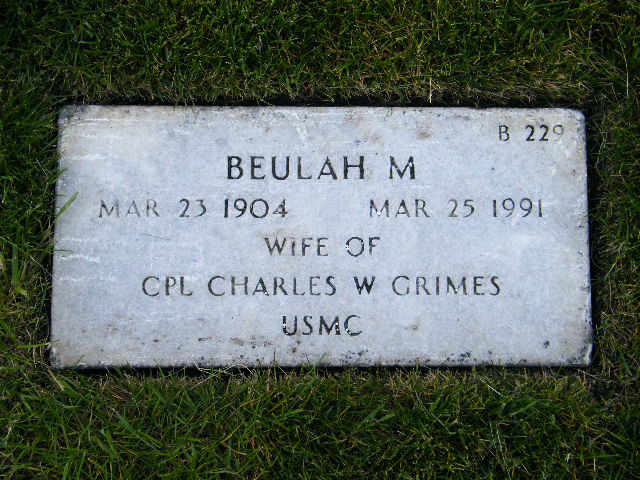 B 229
BEULAH M
MAR 23 1904 MAR 25 1991
WIFE OF
CPL CHARLES W GRIMES
USMC